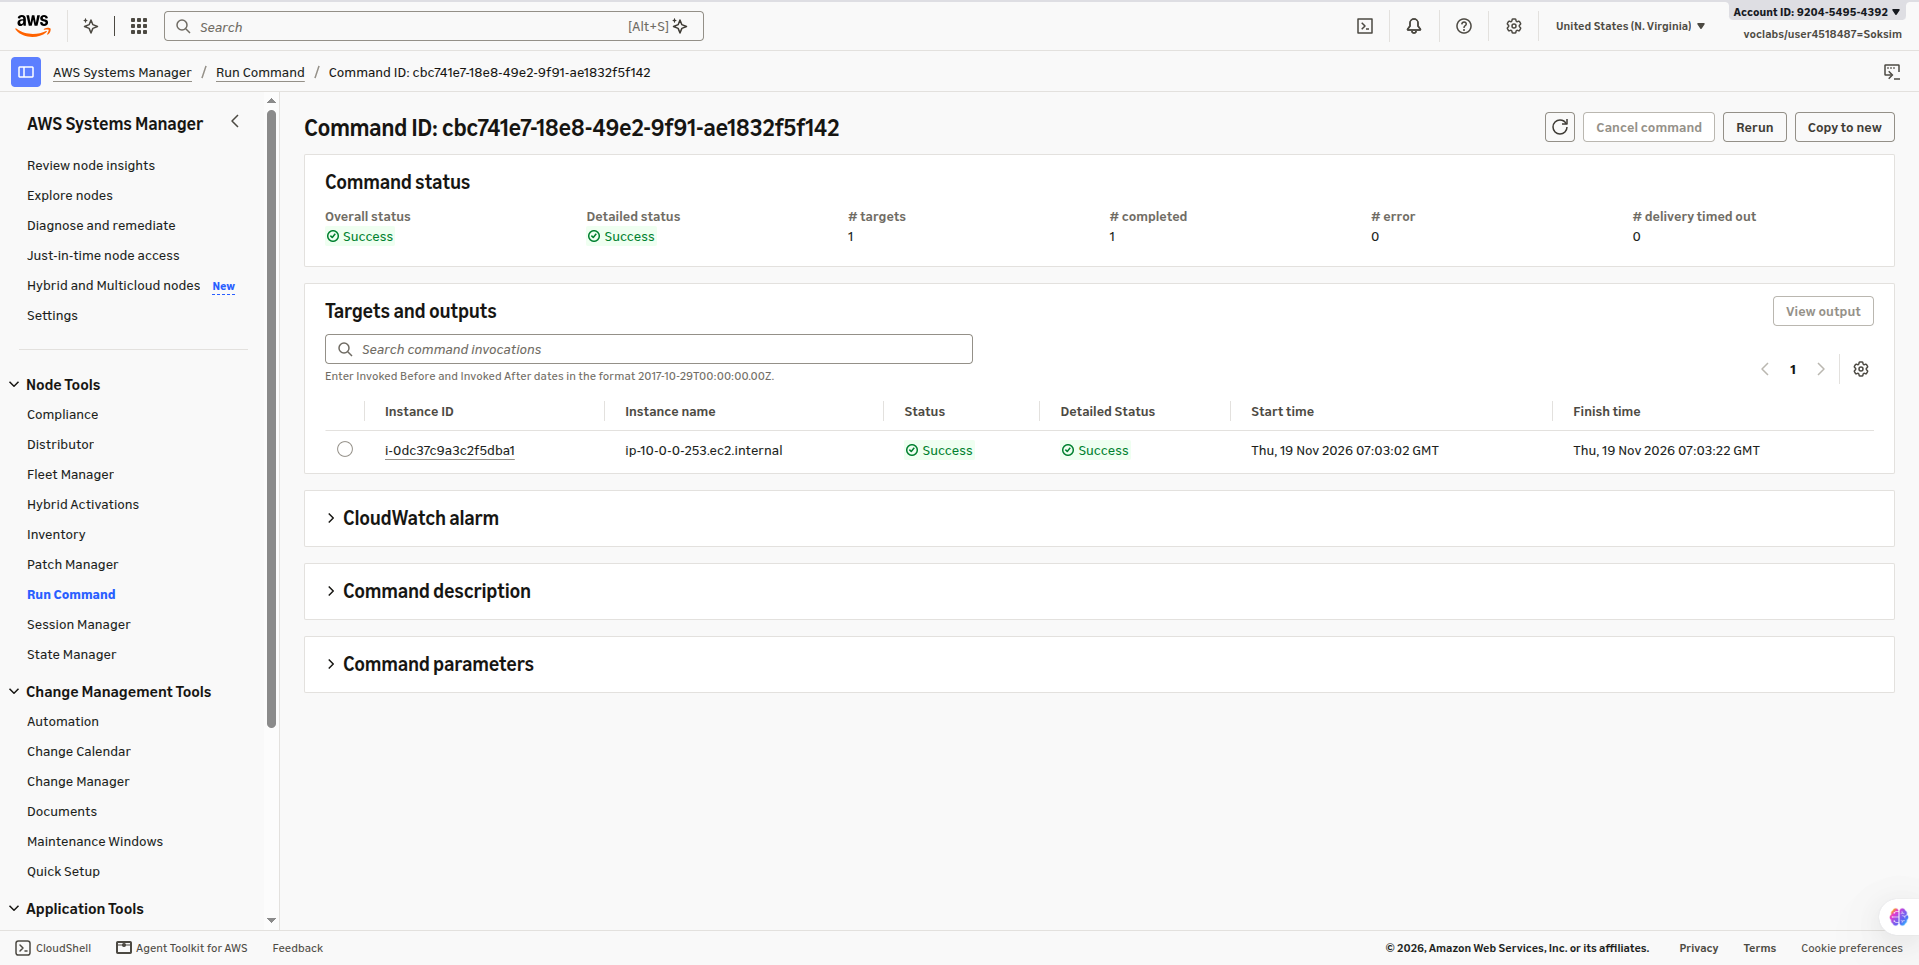 aws
Search [Alt+S]
United States (N. Virginia)
Account ID: 9204-5495-4392
voclabs/user4518487=Soksim
AWS Systems Manager / Run Command / Command ID: cbc741e7-18e8-49e2-9f91-ae1832f5f142
AWS Systems Manager
Review node insights
Explore nodes
Diagnose and remediate
Just-in-time node access
Hybrid and Multicloud nodes New
Settings
Node Tools
Compliance
Distributor
Fleet Manager
Hybrid Activations
Inventory
Patch Manager
Run Command
Session Manager
State Manager
Change Management Tools
Automation
Change Calendar
Change Manager
Documents
Maintenance Windows
Quick Setup
Application Tools
Command ID: cbc741e7-18e8-49e2-9f91-ae1832f5f142
Cancel command Rerun Copy to new
Command status
Overall status Detailed status # targets # completed # error # delivery timed out
Success Success 1 1 0 0
Targets and outputs
View output
Search command invocations
Enter Invoked Before and Invoked After dates in the format 2017-10-29T00:00:00.00Z.
1
Instance ID Instance name Status Detailed Status Start time Finish time
i-0dc37c9a3c2f5dba1 ip-10-0-0-253.ec2.internal Success Success Thu, 19 Nov 2026 07:03:02 GMT Thu, 19 Nov 2026 07:03:22 GMT
CloudWatch alarm
Command description
Command parameters
CloudShell Agent Toolkit for AWS Feedback
© 2026, Amazon Web Services, Inc. or its affiliates. Privacy Terms Cookie preferences